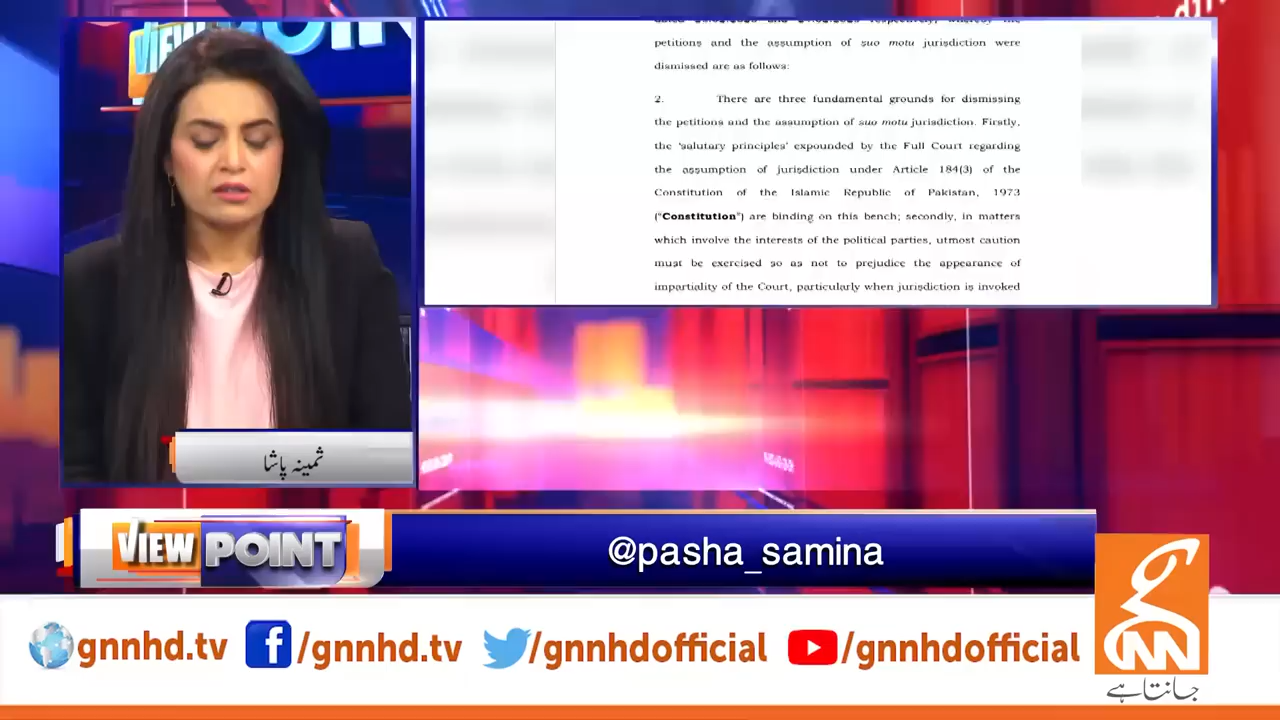 VIEW POINT
petitions and the assumption of suo motu jurisdiction were
dismissed are as follows:
2. There are three fundamental grounds for dismissing
the petitions and the assumption of suo motu jurisdiction. Firstly,
the 'salutary principles' expounded by the Full Court regarding
the assumption of jurisdiction under Article 184(3) of the
Constitution of the Islamic Republic of Pakistan, 1973
("Constitution") are binding on this bench; secondly, in matters
which involve the interests of the political parties, utmost caution
must be exercised so as not to prejudice the appearance of
impartiality of the Court, particularly when jurisdiction is invoked
ثمینہ پاشا
VIEW POINT
@pasha_samina
gnnhd.tv
/gnnhd.tv
/gnnhdofficial
/gnnhdofficial
GNN
جانتا ہے